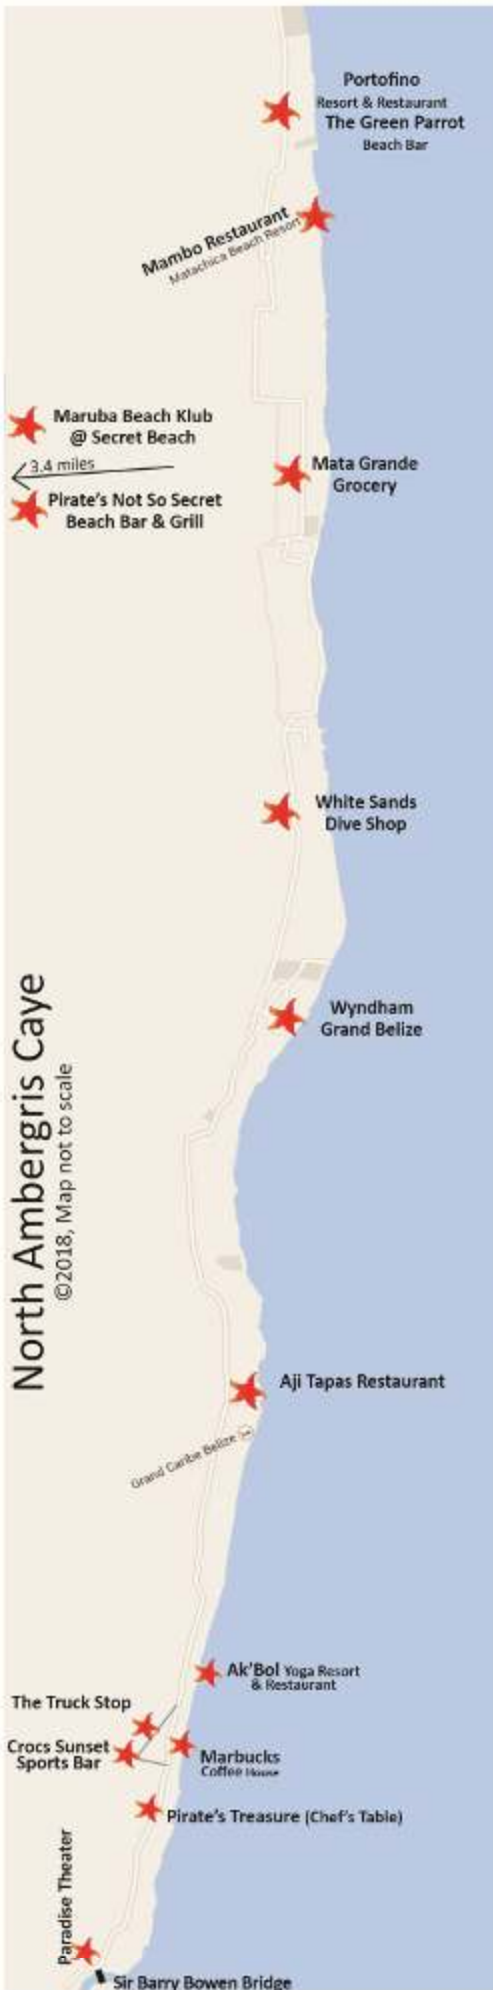 Portofino
Resort & Restaurant
The Green Parrot
Beach Bar
Mambo Restaurant
Matachica Beach Resort
Maruba Beach Klub
@ Secret Beach
3.4 miles
Pirate's Not So Secret
Beach Bar & Grill
Mata Grande
Grocery
White Sands
Dive Shop
Wyndham
Grand Belize
North Ambergris Caye
©2018, Map not to scale
Aji Tapas Restaurant
Grand Caribe Belize
Ak'Bol Yoga Resort
& Restaurant
The Truck Stop
Crocs Sunset
Sports Bar
Marbucks
Coffee House
Pirate's Treasure (Chef's Table)
Paradise Theater
Sir Barry Bowen Bridge